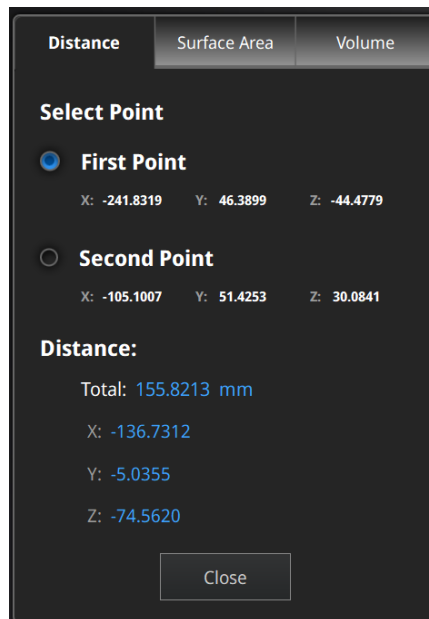 Distance Surface Area Volume
Select Point
First Point
X: -241.8319 Y: 46.3899 Z: -44.4779
Second Point
X: -105.1007 Y: 51.4253 Z: 30.0841
Distance:
Total: 155.8213 mm
X: -136.7312
Y: -5.0355
Z: -74.5620
Close